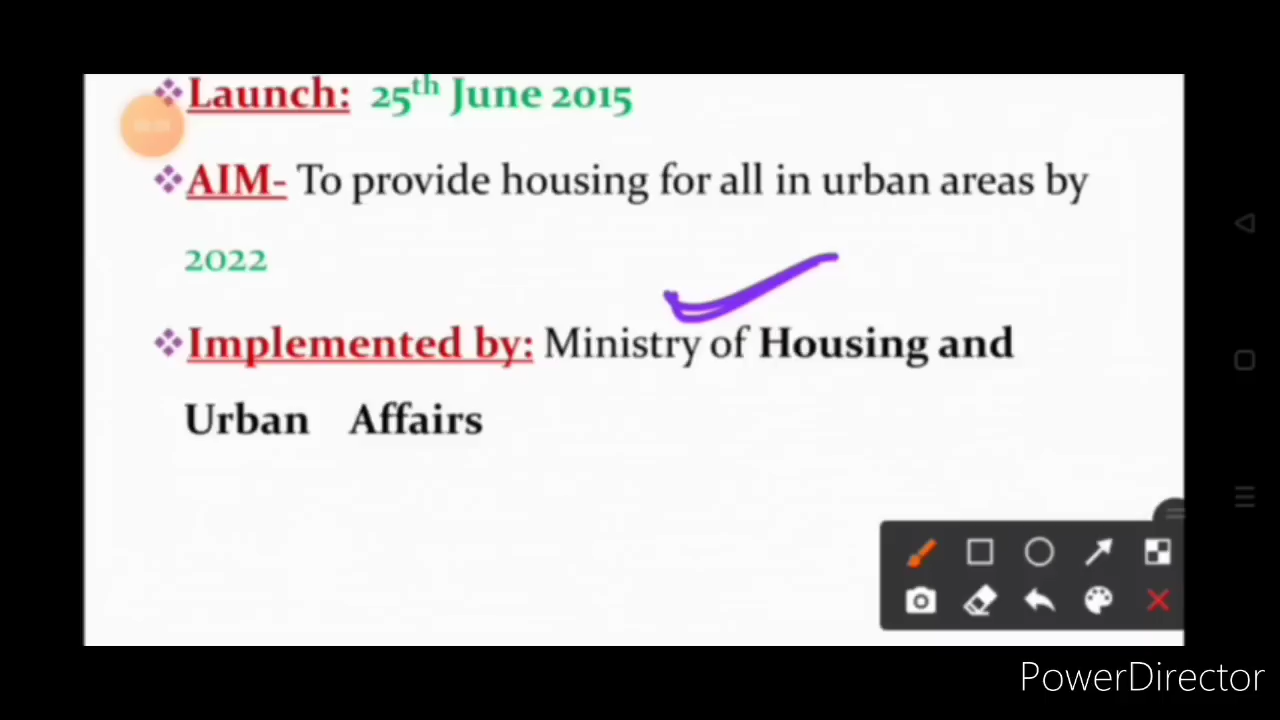 Launch: 25th June 2015
AIM- To provide housing for all in urban areas by
2022
Implemented by: Ministry of Housing and
Urban Affairs
PowerDirector